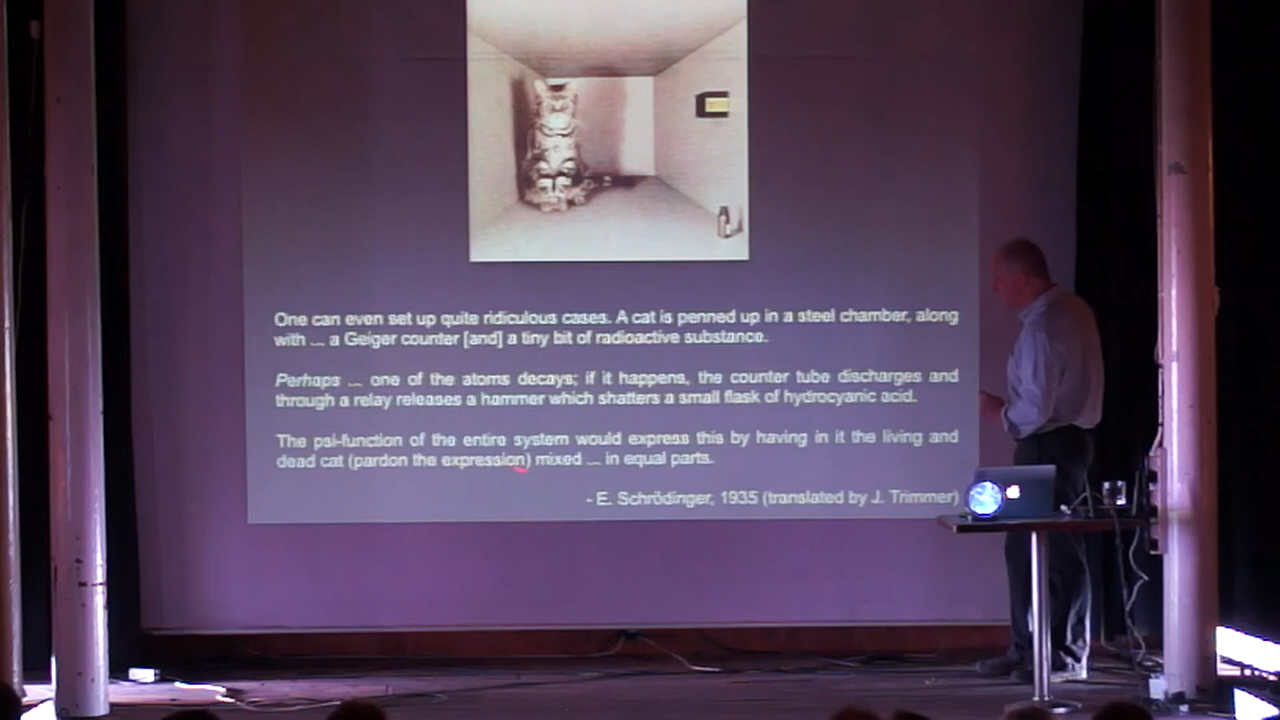 One can even set up quite ridiculous cases. A cat is penned up in a steel chamber, along
with ... a Geiger counter [and] a tiny bit of radioactive substance.
Perhaps ... one of the atoms decays; if it happens, the counter tube discharges and
through a relay releases a hammer which shatters a small flask of hydrocyanic acid.
The psi-function of the entire system would express this by having in it the living and
dead cat (pardon the expression) mixed ... in equal parts.
- E. Schrödinger, 1935 (translated by J. Trimmer)